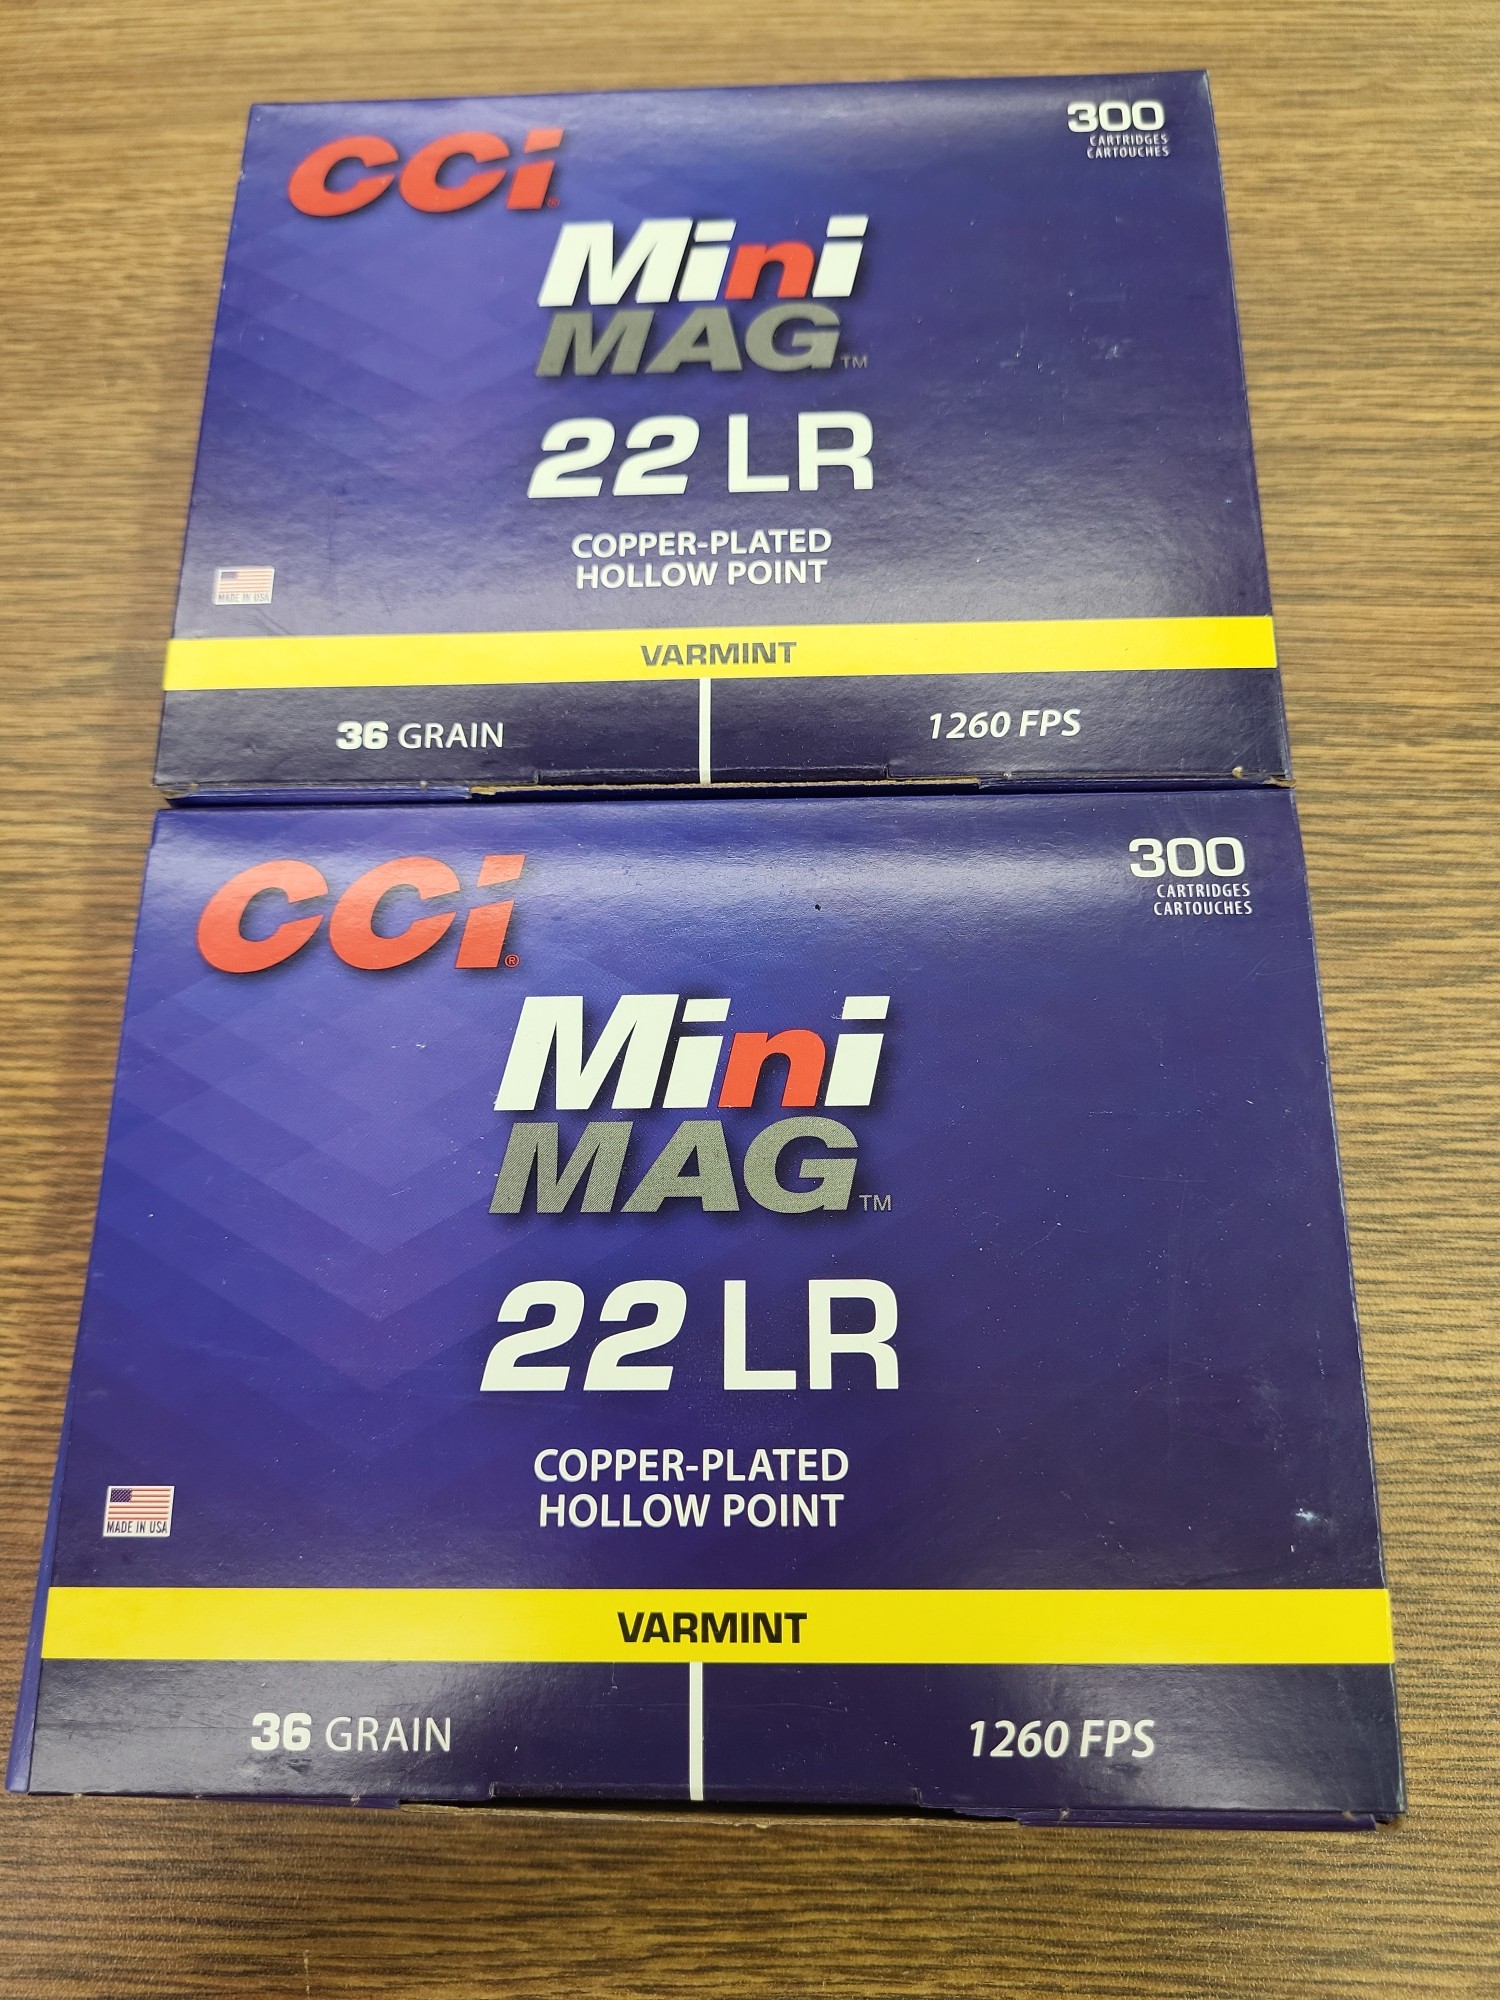 CCI®
300
CARTRIDGES
CARTOUCHES
Mini
MAG™
22 LR
COPPER-PLATED
HOLLOW POINT
MADE IN USA
VARMINT
36 GRAIN
1260 FPS
CCI®
300
CARTRIDGES
CARTOUCHES
Mini
MAG™
22 LR
COPPER-PLATED
HOLLOW POINT
MADE IN USA
VARMINT
36 GRAIN
1260 FPS